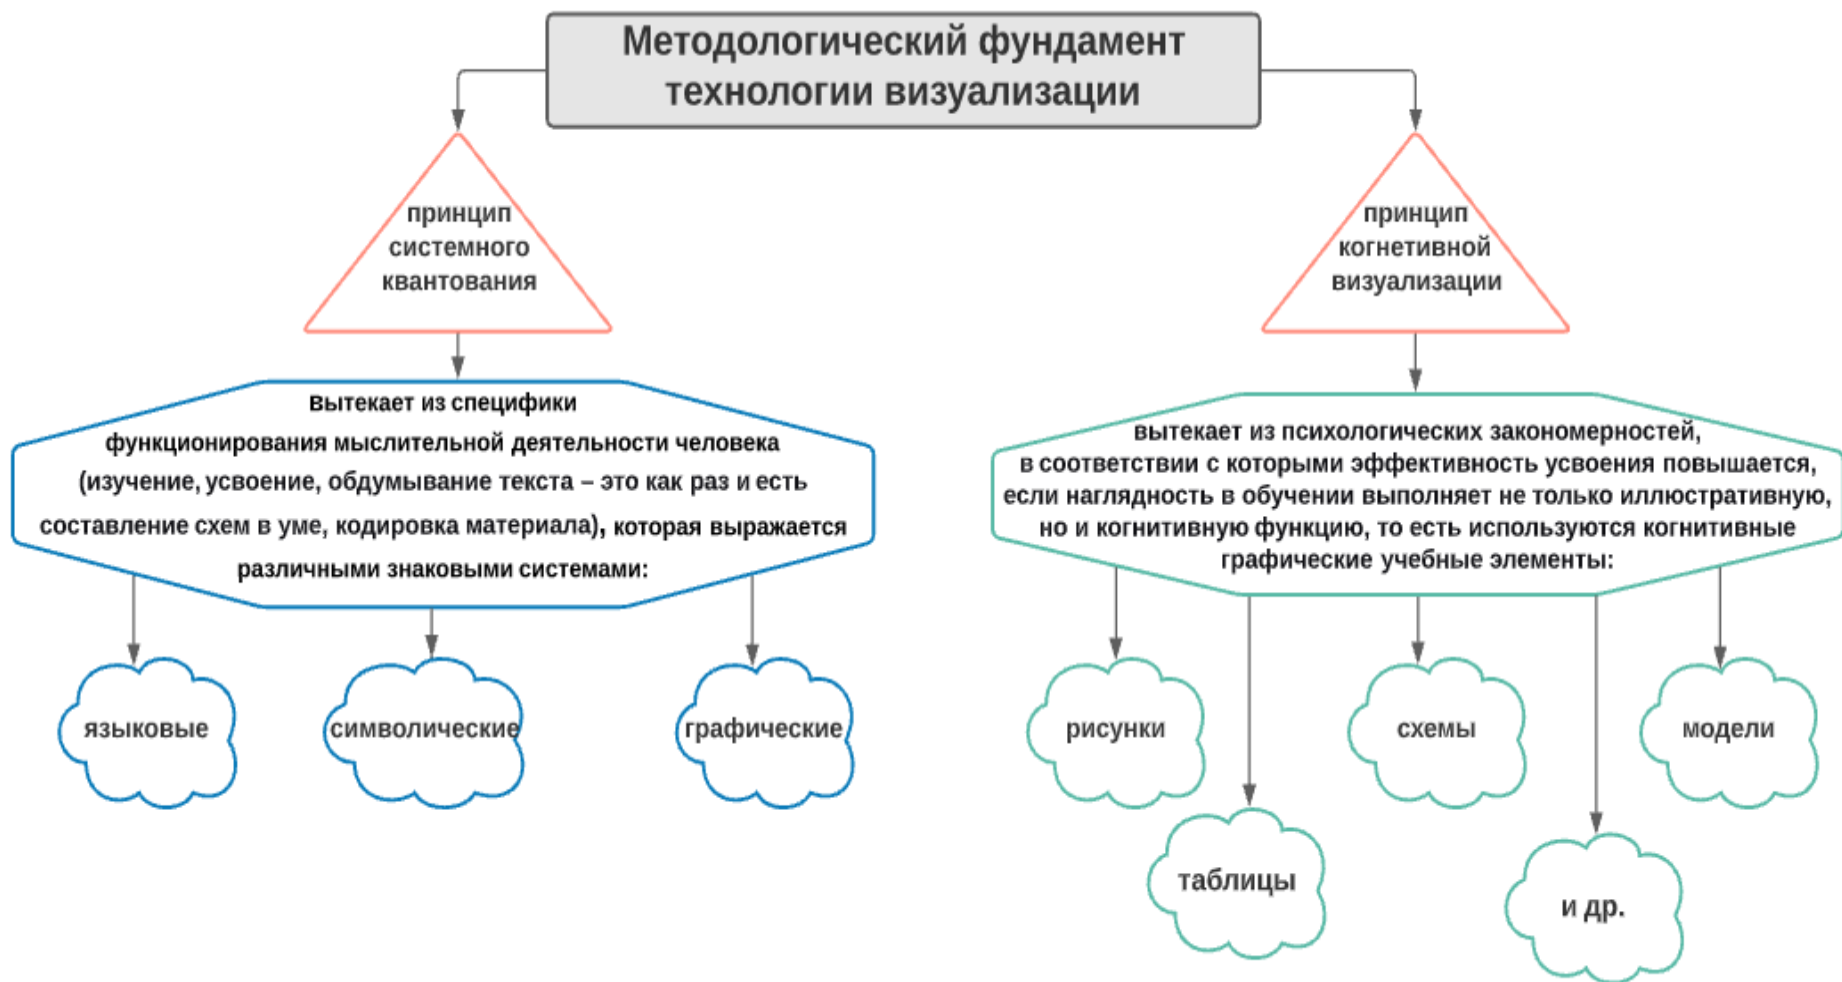 Методологический фундамент
технологии визуализации
принцип
системного
квантования
принцип
когнетивной
визуализации
вытекает из специфики
функционирования мыслительной деятельности человека
(изучение, усвоение, обдумывание текста – это как раз и есть
составление схем в уме, кодировка материала), которая выражается
различными знаковыми системами:
вытекает из психологических закономерностей,
в соответствии с которыми эффективность усвоения повышается,
если наглядность в обучении выполняет не только иллюстративную,
но и когнитивную функцию, то есть используются когнитивные
графические учебные элементы:
языковые
символические
графические
рисунки
схемы
модели
таблицы
и др.